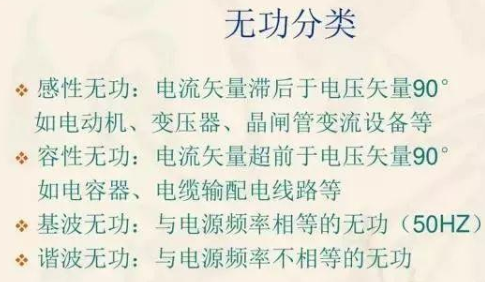 无功分类
❖ 感性无功：电流矢量滞后于电压矢量90°
如电动机、变压器、晶闸管变流设备等
❖ 容性无功：电流矢量超前于电压矢量90°
如电容器、电缆输配电线路等
❖ 基波无功：与电源频率相等的无功（50HZ）
❖ 谐波无功：与电源频率不相等的无功